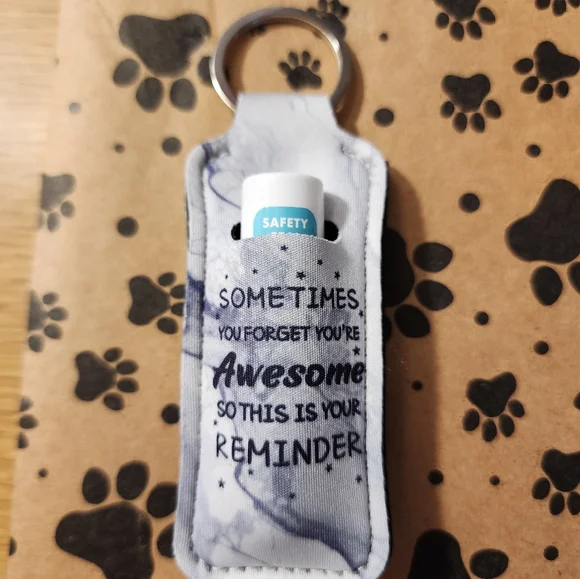 SAFETY
SOMETIMES
YOU FORGET YOU'RE
Awesome
SO THIS IS YOUR
REMINDER